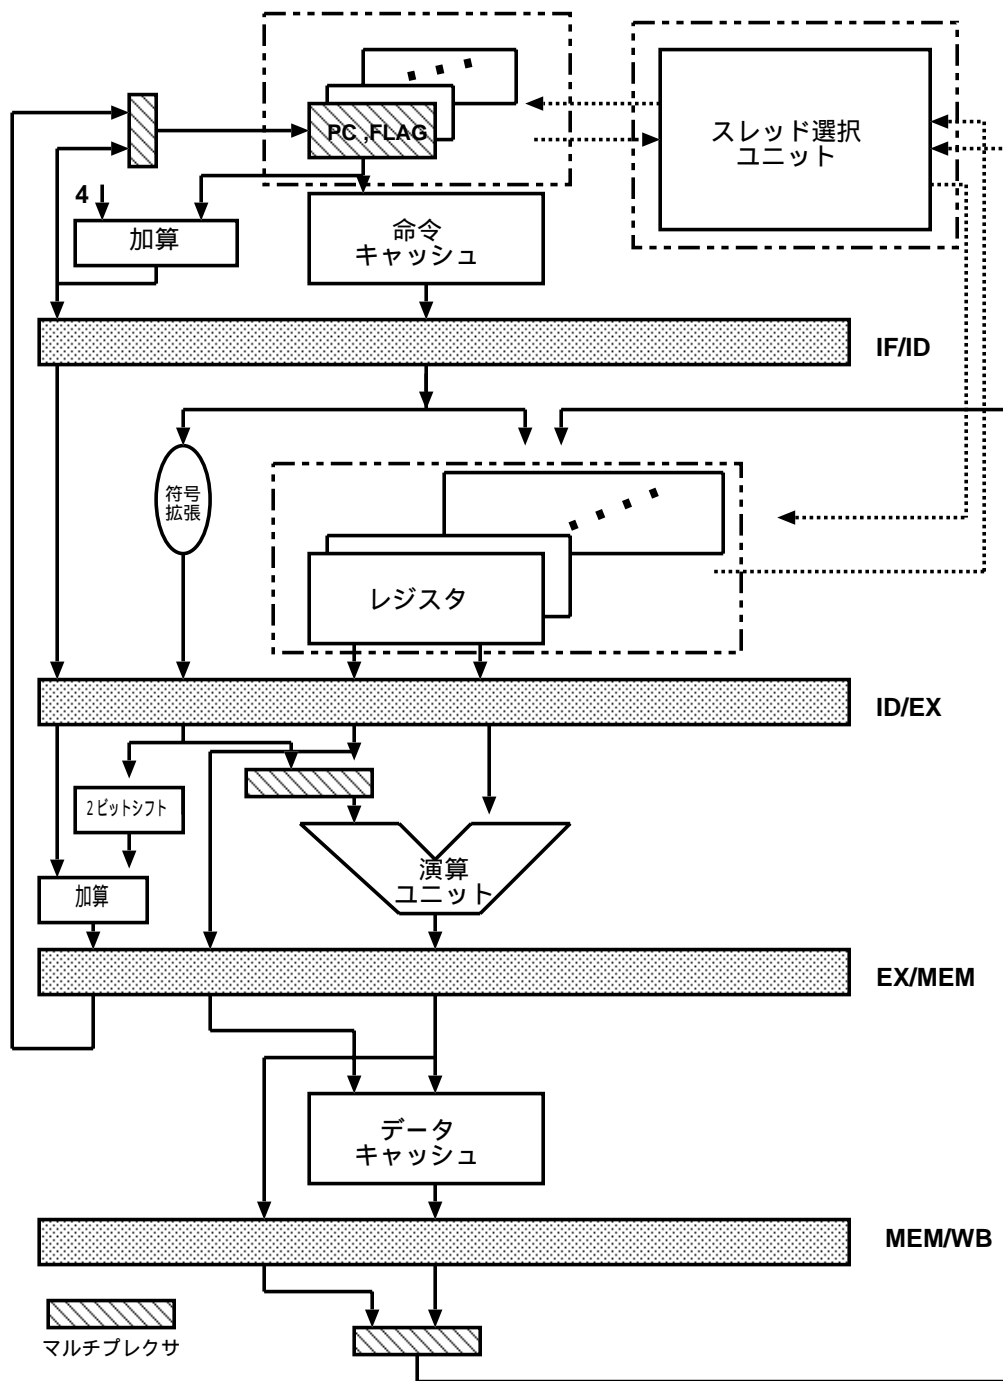 PC ,FLAG
スレッド選択
ユニット
4
加算
命令
キャッシュ
IF/ID
符号
拡張
レジスタ
ID/EX
2ビットシフト
加算
演算
ユニット
EX/MEM
データ
キャッシュ
MEM/WB
マルチプレクサ